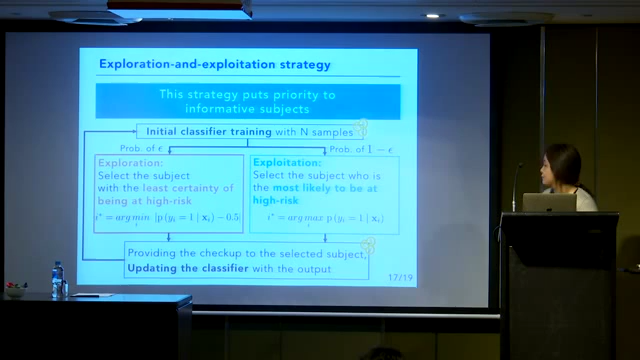 Exploration-and-exploitation strategy
This strategy puts priority to
informative subjects
Initial classifier training with N samples
Prob. of ϵ
Prob. of 1 − ϵ
Exploration:
Select the subject
with the least certainty of
being at high-risk
i* = arg min |p (yᵢ = 1 | xᵢ) − 0.5|
i
Exploitation:
Select the subject who is
the most likely to be at
high-risk:
i* = arg max p (yᵢ = 1 | xᵢ)
i
Providing the checkup to the selected subject,
Updating the classifier with the output
17/19